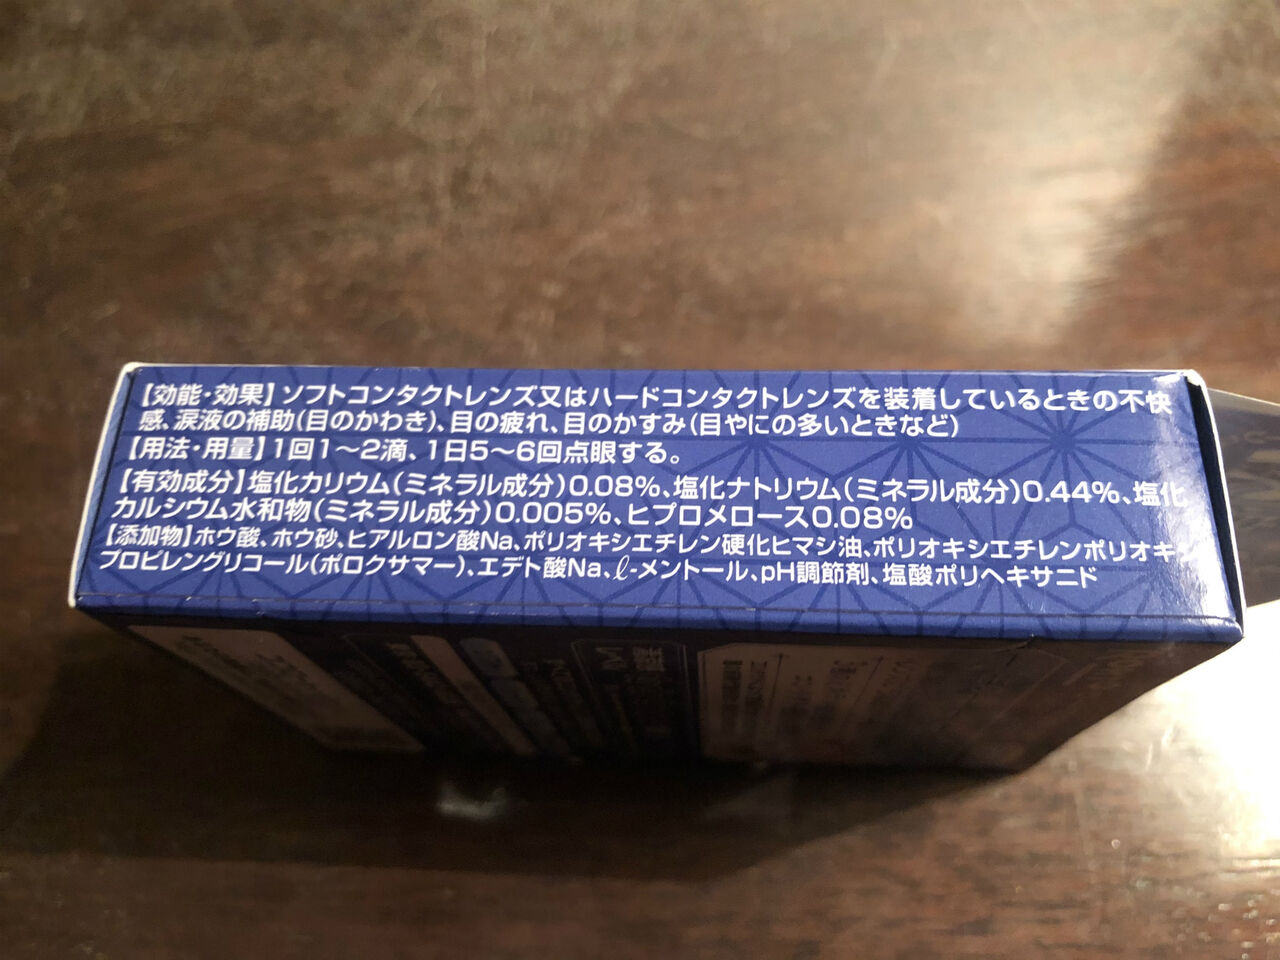 【効能・効果】ソフトコンタクトレンズ又はハードコンタクトレンズを装着しているときの不快
感、涙液の補助(目のかわき)、目の疲れ、目のかすみ(目やにの多いときなど)
【用法・用量】1回1〜2滴、1日5〜6回点眼する。
【有効成分】塩化カリウム(ミネラル成分)0.08%、塩化ナトリウム(ミネラル成分)0.44%、塩化
カルシウム水和物(ミネラル成分)0.005%、ヒプロメロース0.08%
【添加物】ホウ酸、ホウ砂、ヒアルロン酸Na、ポリオキシエチレン硬化ヒマシ油、ポリオキシエチレンポリオキシ
プロピレングリコール(ポロクサマー)、エデト酸Na、ℓ-メントール、pH調節剤、塩酸ポリヘキサニド